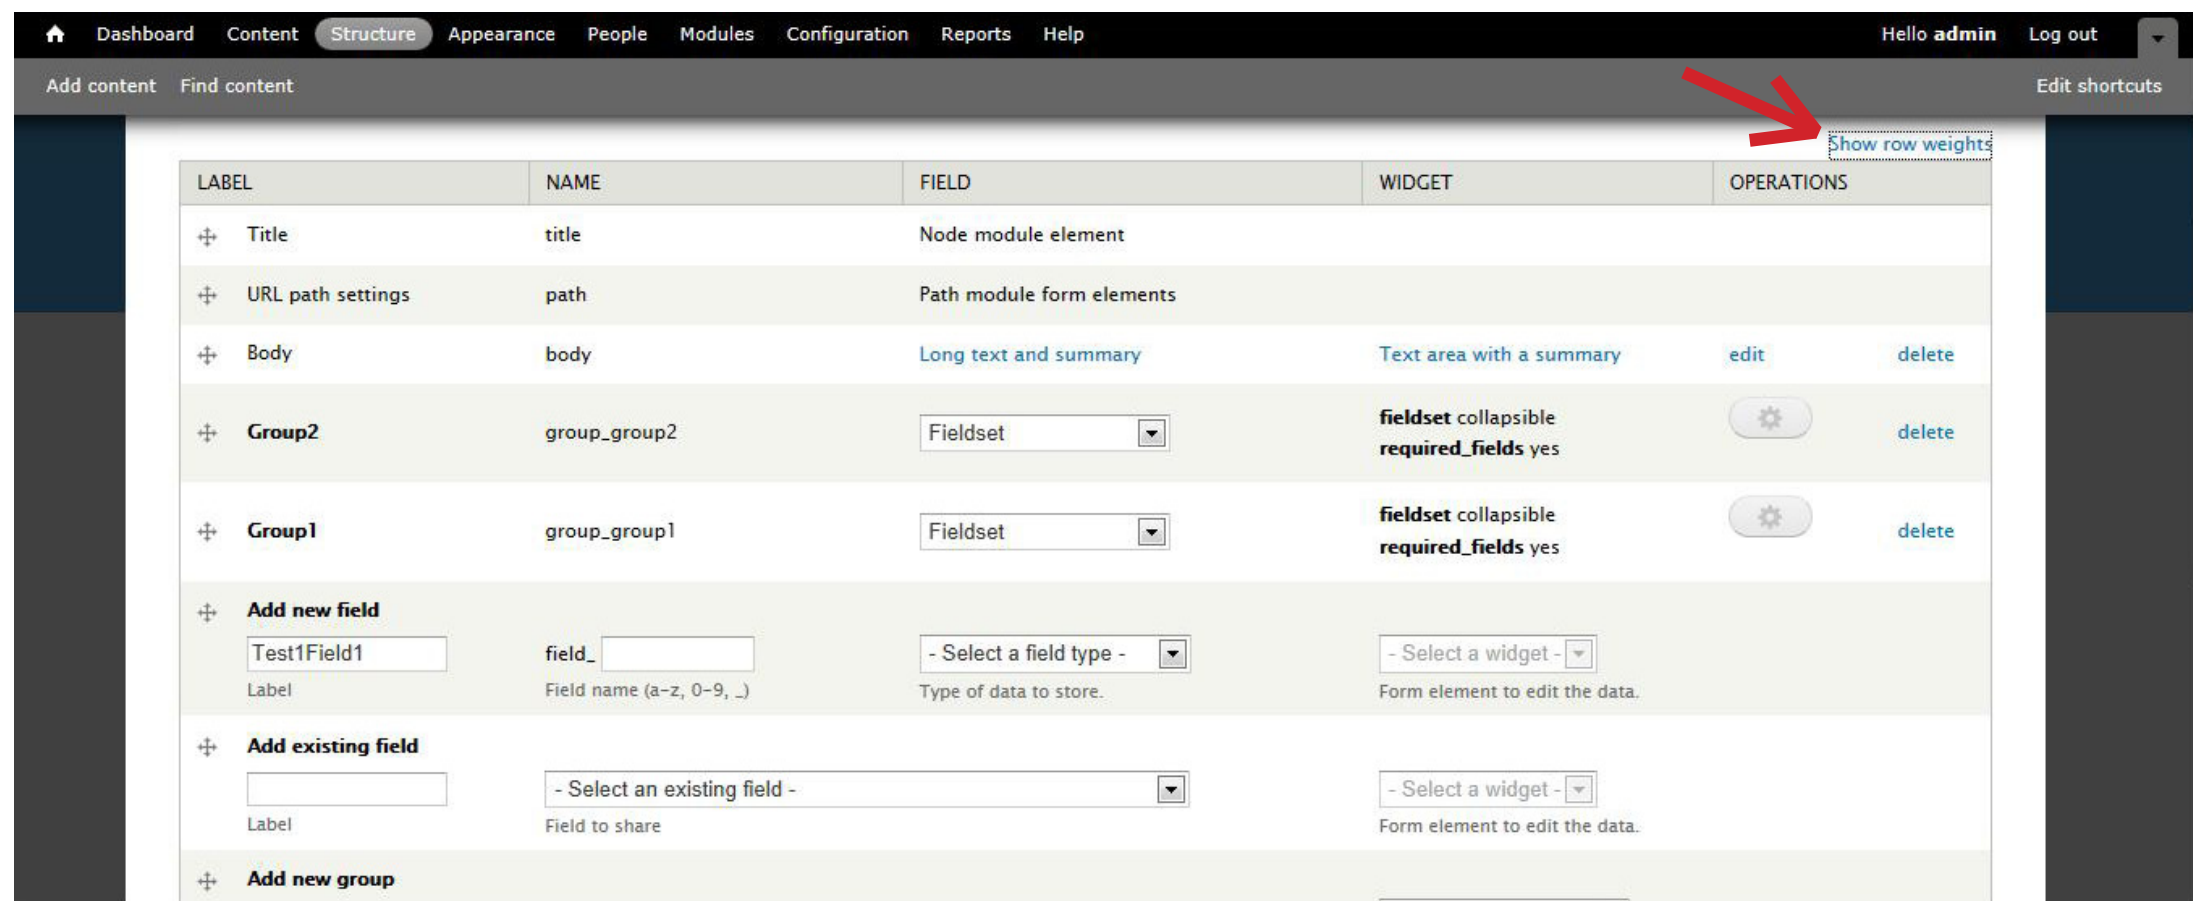 Dashboard Content Structure Appearance People Modules Configuration Reports Help Hello admin Log out
Add content Find content Edit shortcuts
Show row weights
LABEL NAME FIELD WIDGET OPERATIONS
Title title Node module element
URL path settings path Path module form elements
Body body Long text and summary Text area with a summary edit delete
Group2 group_group2 Fieldset fieldset collapsible delete
required_fields yes
Group1 group_group1 Fieldset fieldset collapsible delete
required_fields yes
Add new field
Test1Field1 field_ - Select a field type - - Select a widget -
Label Field name (a-z, 0-9, _) Type of data to store. Form element to edit the data.
Add existing field
- Select an existing field - - Select a widget -
Label Field to share Form element to edit the data.
Add new group